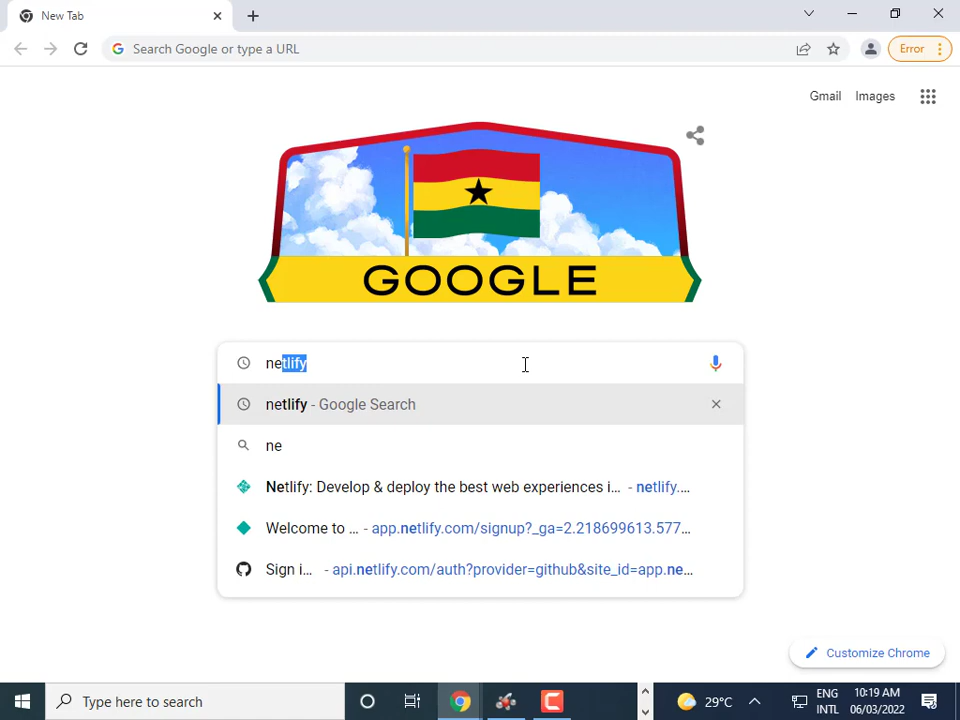 New Tab
Search Google or type a URL
Error
Gmail Images
GOOGLE
netlify
netlify - Google Search
ne
Netlify: Develop & deploy the best web experiences i... - netlify....
Welcome to ... - app.netlify.com/signup?_ga=2.218699613.577...
Sign i... - api.netlify.com/auth?provider=github&site_id=app.ne...
Customize Chrome
Type here to search
29°C
ENG
INTL
10:19 AM
06/03/2022